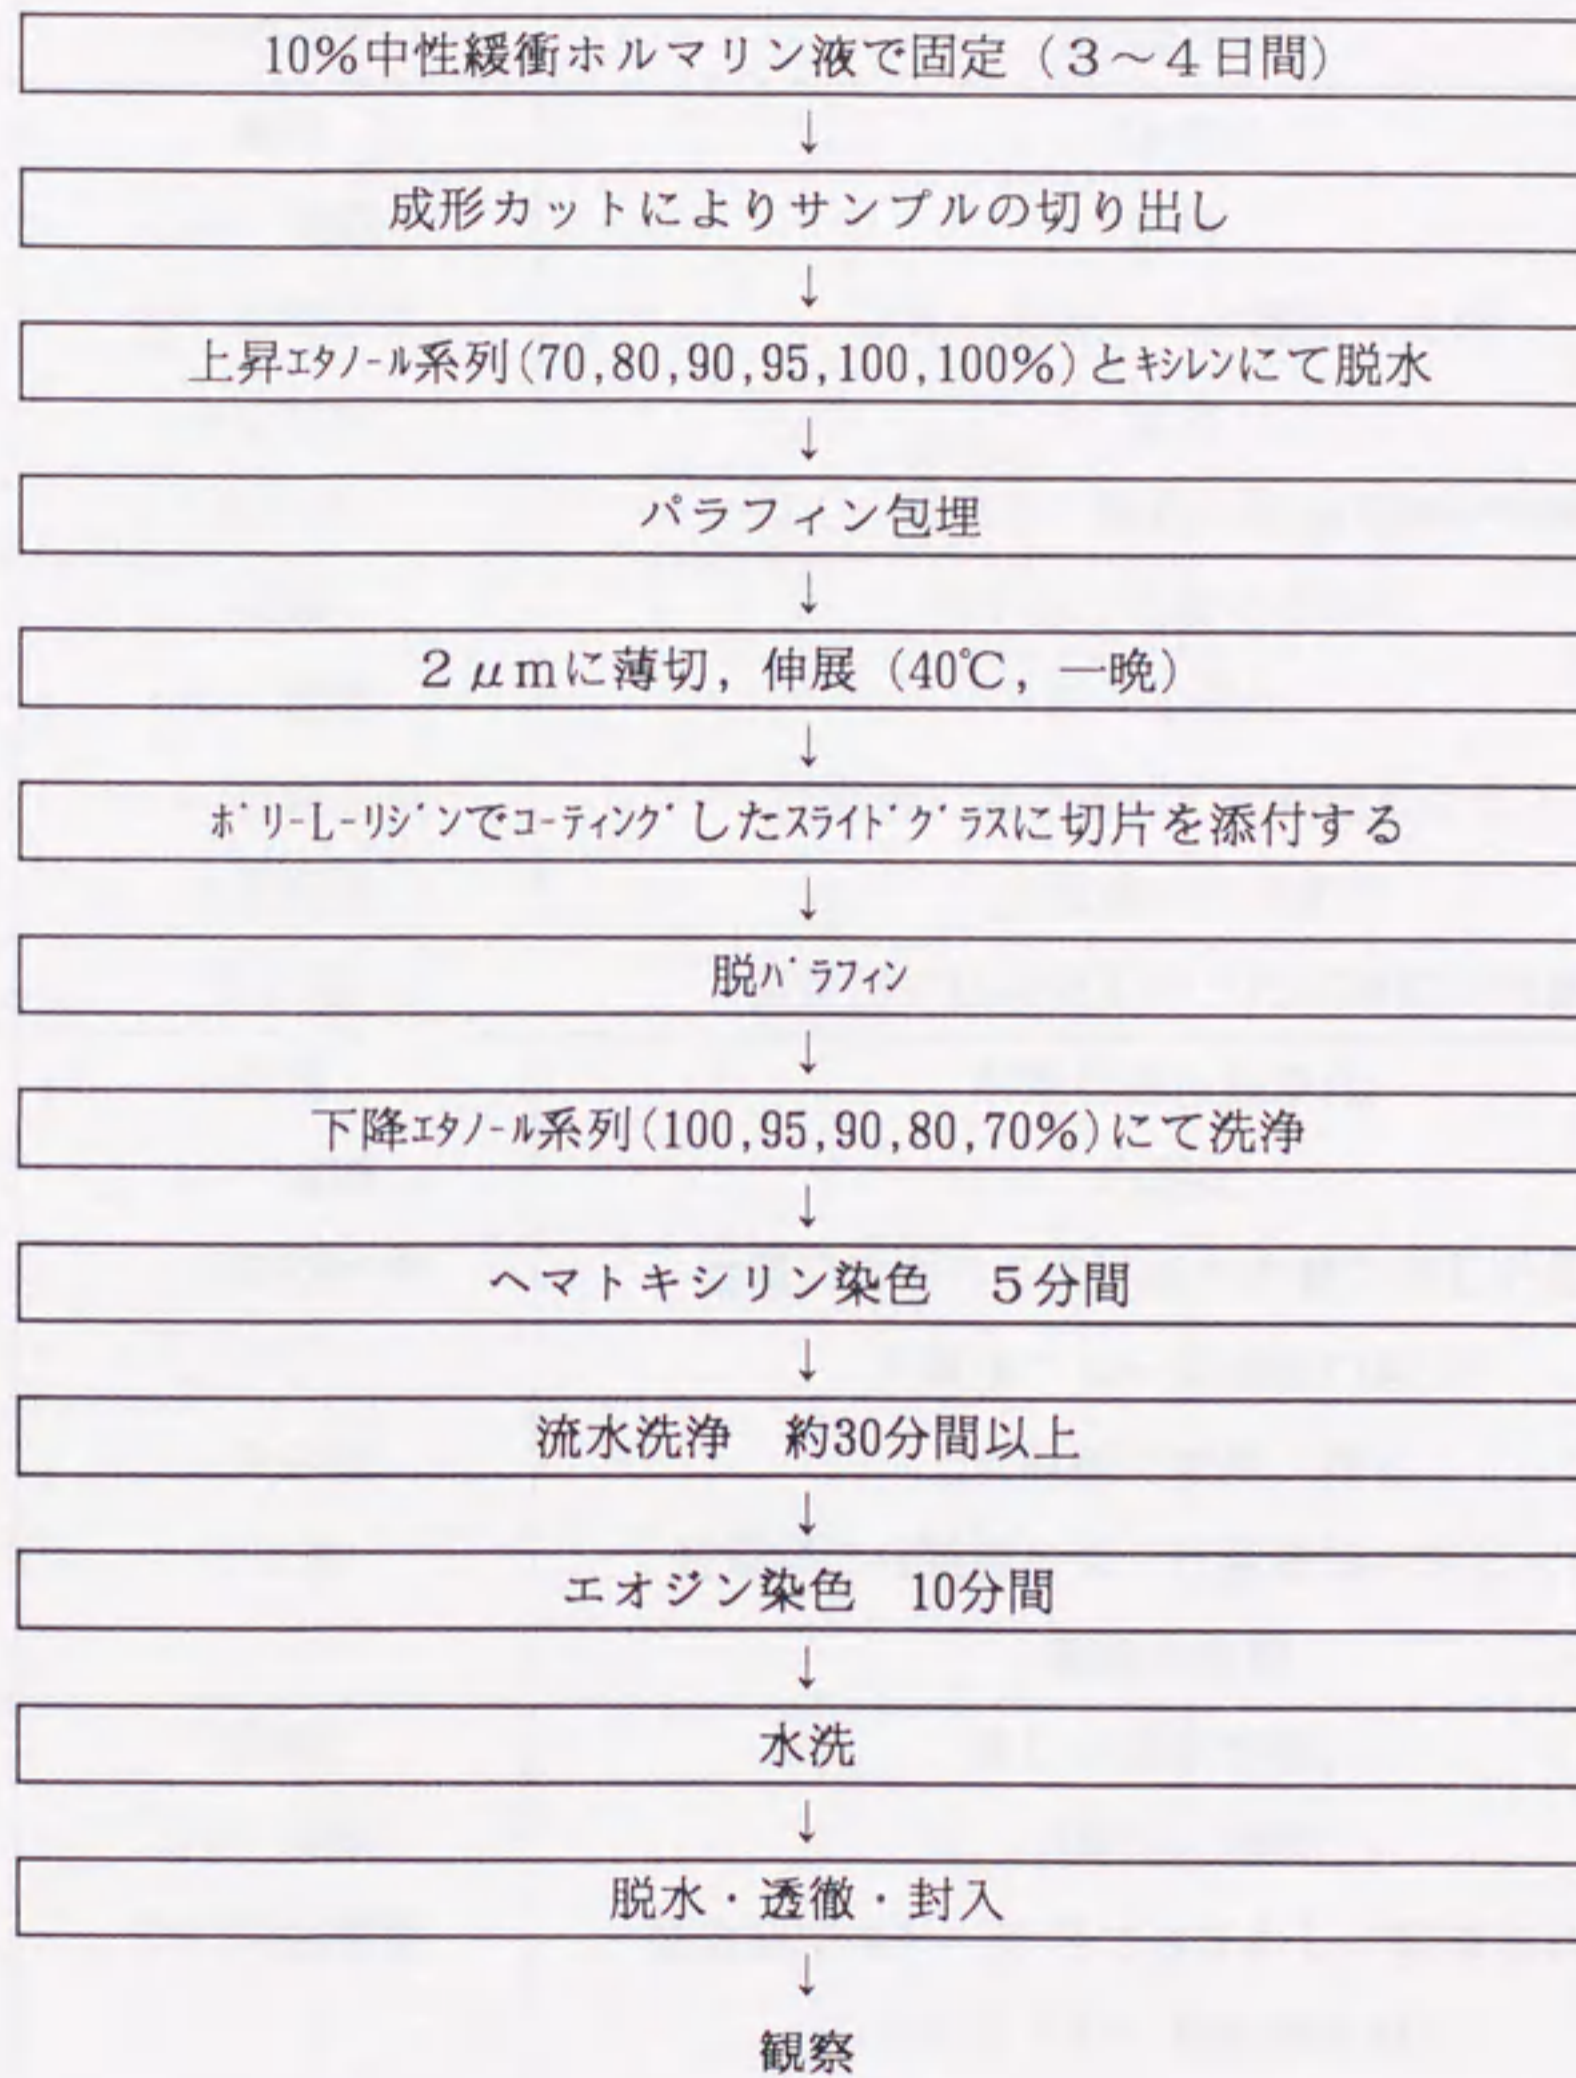 10%中性緩衝ホルマリン液で固定（３～４日間）
↓
成形カットによりサンプルの切り出し
↓
上昇ｴﾀﾉｰﾙ系列(70,80,90,95,100,100%)とｷｼﾚﾝにて脱水
↓
パラフィン包埋
↓
２μmに薄切，伸展（40℃，一晩）
↓
ﾎﾟﾘｰLｰﾘｼﾞﾝでｺｰﾃｨﾝｸﾞしたｽﾗｲﾄﾞｸﾞﾗｽに切片を添付する
↓
脱ﾊﾟﾗﾌｨﾝ
↓
下降ｴﾀﾉｰﾙ系列(100,95,90,80,70%)にて洗浄
↓
ヘマトキシリン染色　５分間
↓
流水洗浄　約30分間以上
↓
エオジン染色　10分間
↓
水洗
↓
脱水・透徹・封入
↓
観察